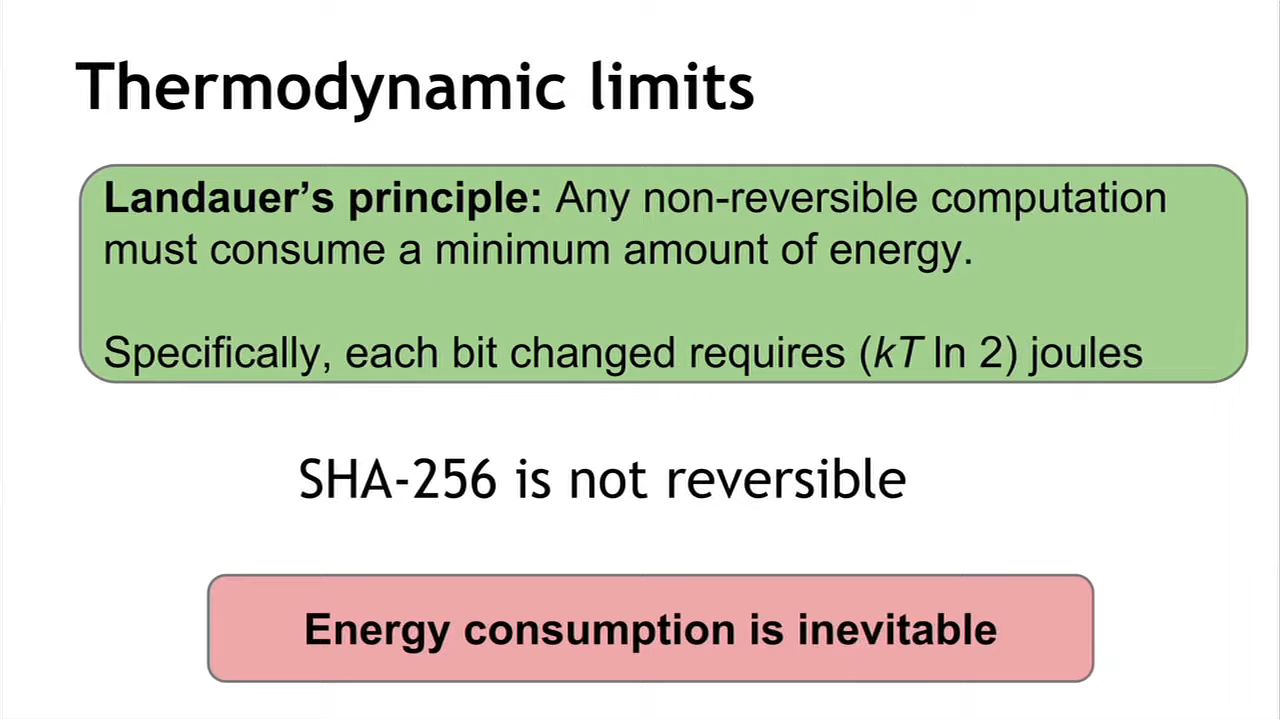 Thermodynamic limits
Landauer’s principle: Any non-reversible computation
must consume a minimum amount of energy.
Specifically, each bit changed requires (kT ln 2) joules
SHA-256 is not reversible
Energy consumption is inevitable